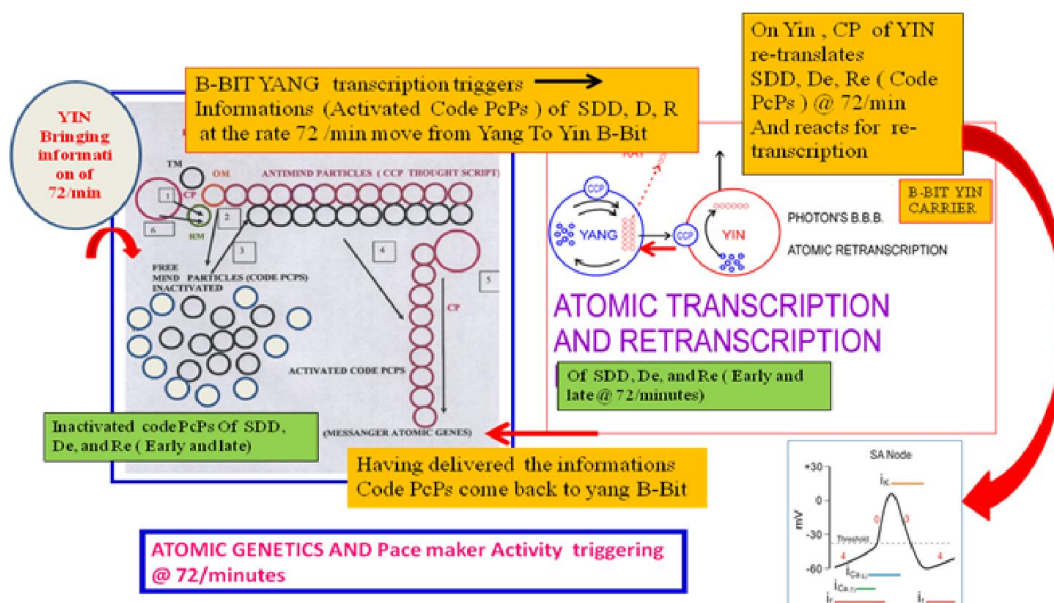 On Yin , CP of YIN
re-translates
SDD, De, Re ( Code
PcPs ) @ 72/min
And reacts for re-
transcription
B-BIT YANG transcription triggers
Informations (Activated Code PcPs ) of SDD, D, R
at the rate 72 /min move from Yang To Yin B-Bit
YIN
Bringing
informati
on of
72/min
TM
OM
ANTIMIND PARTICLES ( CCP THOUGHT SCRIPT)
CP
1
2
6
RM
3
4
5
CP
FREE
MIND PARTICLES (CODE PCPS)
INACTIVATED
ACTIVATED CODE PCPS
(MESSANGER ATOMIC GENES)
Inactivated code PcPs Of SDD,
De, and Re ( Early and late)
RAY
CCP
YANG
CCP
YIN
B-BIT YIN
CARRIER
PHOTON'S B.B.B.
ATOMIC RETRANSCRIPTION
ATOMIC TRANSCRIPTION
AND RETRANSCRIPTION
Of SDD, De, and Re ( Early and
late @ 72/minutes)
Having delivered the informations
Code PcPs come back to yang B-Bit
ATOMIC GENETICS AND Pace maker Activity triggering
@ 72/minutes
SA Node
+30
iK
0
0
3
mV
-30
Threshold
4
4
-60
iCa(L)
iCa(T)
if
if